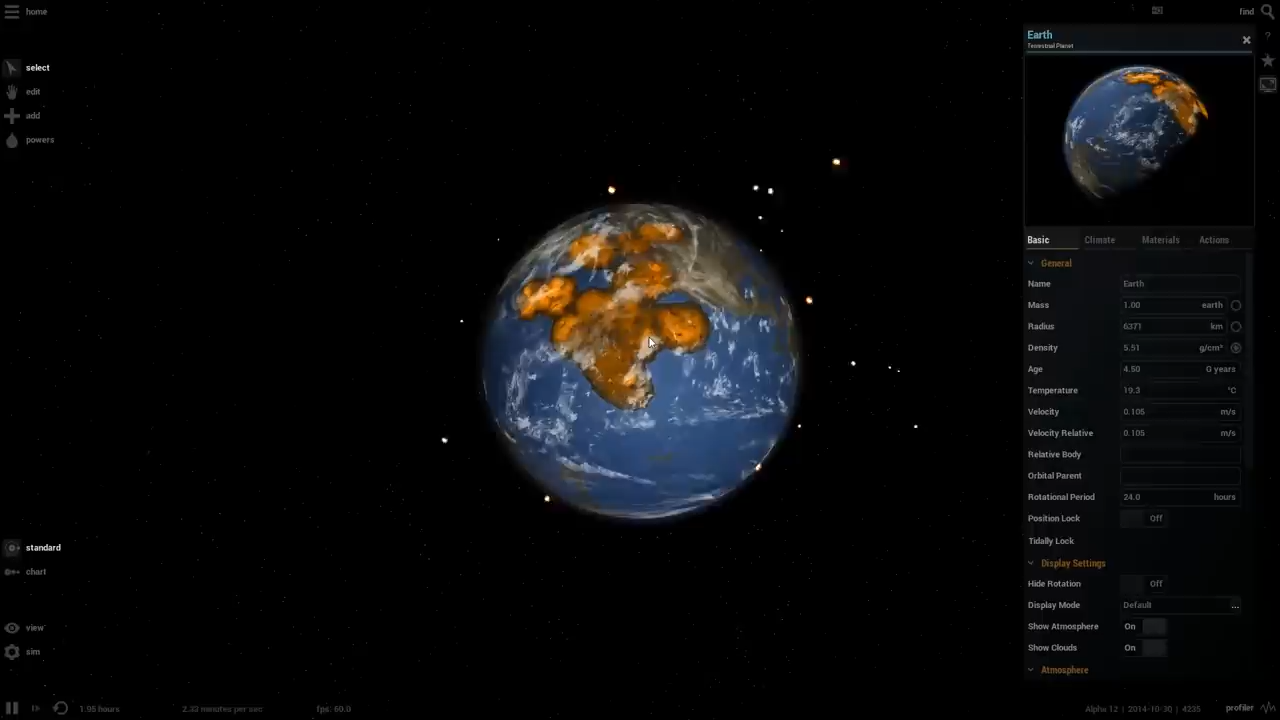 home
find
Earth
Terrestrial Planet
?
select
edit
add
powers
Basic Climate Materials Actions
General
Name Earth
Mass 1.00 earth
Radius 6371 km
Density 5.51 g/cm³
Age 4.50 G years
Temperature 19.3 °C
Velocity 0.105 m/s
Velocity Relative 0.105 m/s
Relative Body
Orbital Parent
Rotational Period 24.0 hours
Position Lock Off
Tidally Lock
standard
chart
Display Settings
Hide Rotation Off
Display Mode Default ...
Show Atmosphere On
Show Clouds On
Atmosphere
view
sim
1.95 hours 2.33 minutes per sec fps: 60.0 Alpha 12 | 2014-10-30 | 4235 profiler